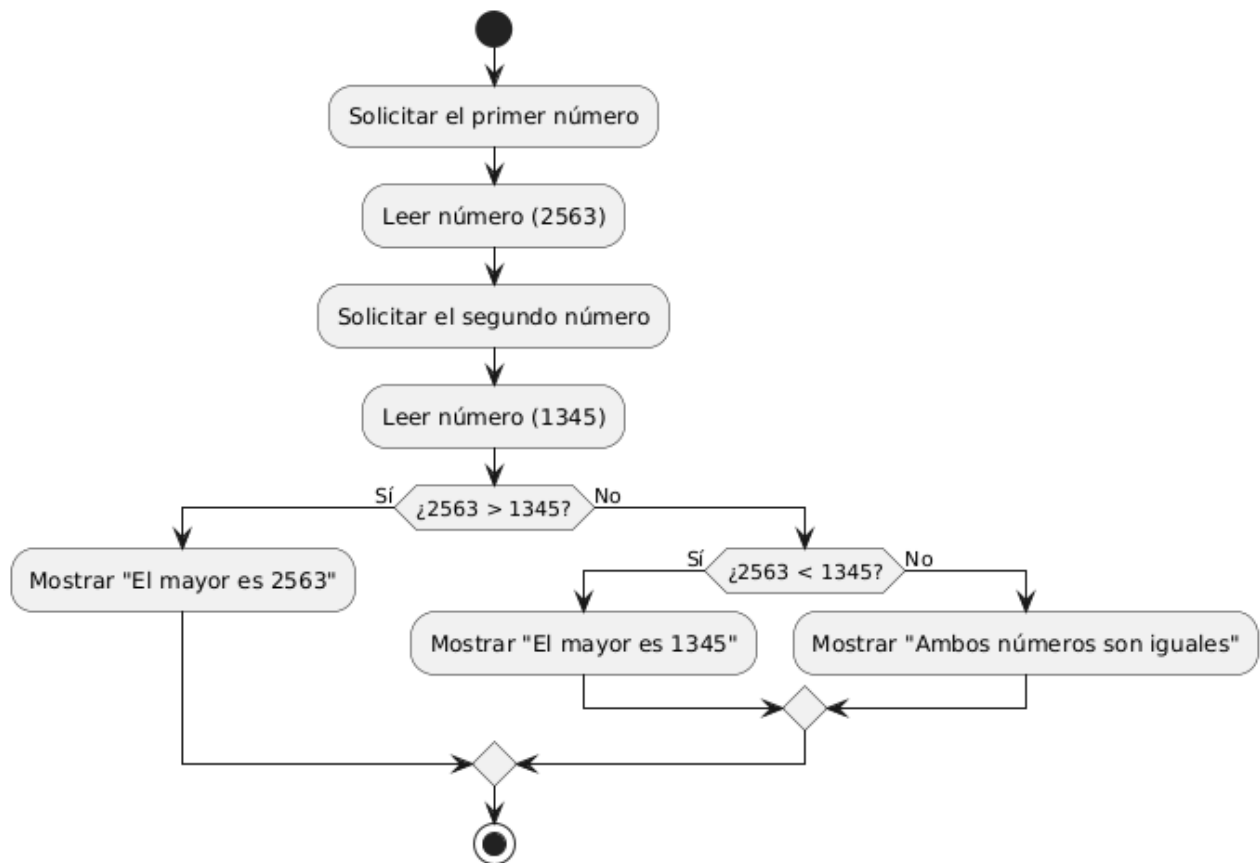 Solicitar el primer número
Leer número (2563)
Solicitar el segundo número
Leer número (1345)
Sí
¿2563 > 1345?
No
Mostrar "El mayor es 2563"
Sí
¿2563 < 1345?
No
Mostrar "El mayor es 1345"
Mostrar "Ambos números son iguales"